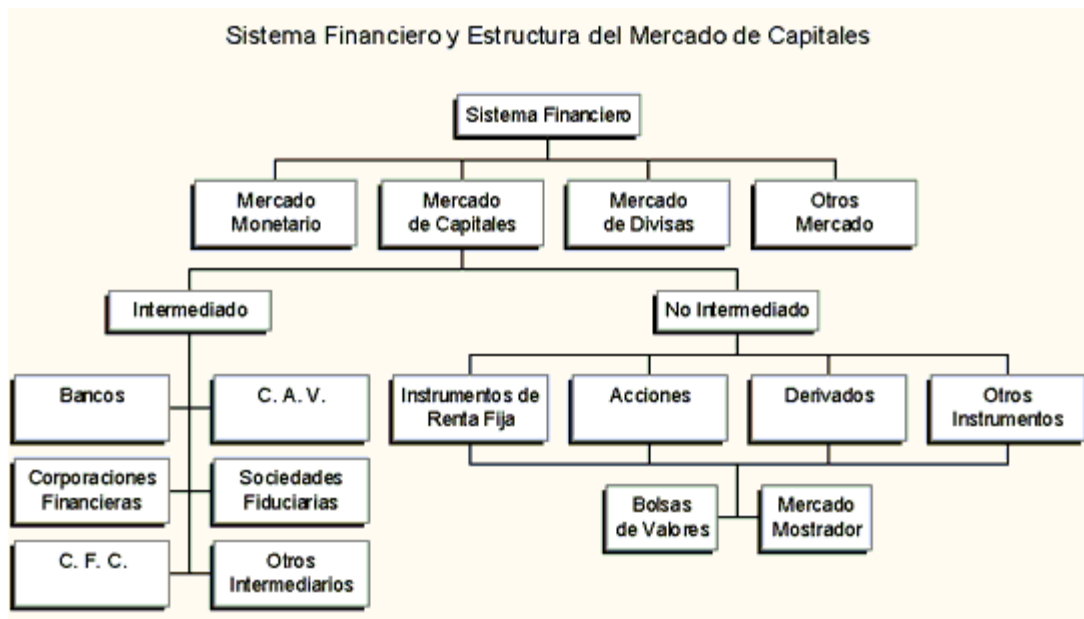 Sistema Financiero y Estructura del Mercado de Capitales
Sistema Financiero
Mercado
Monetario
Mercado
de Capitales
Mercado
de Divisas
Otros
Mercado
Intermediado
No Intermediado
Bancos
C. A. V.
Corporaciones
Financieras
Sociedades
Fiduciarias
C. F. C.
Otros
Intermediarios
Instrumentos de
Renta Fija
Acciones
Derivados
Otros
Instrumentos
Bolsas
de Valores
Mercado
Mostrador